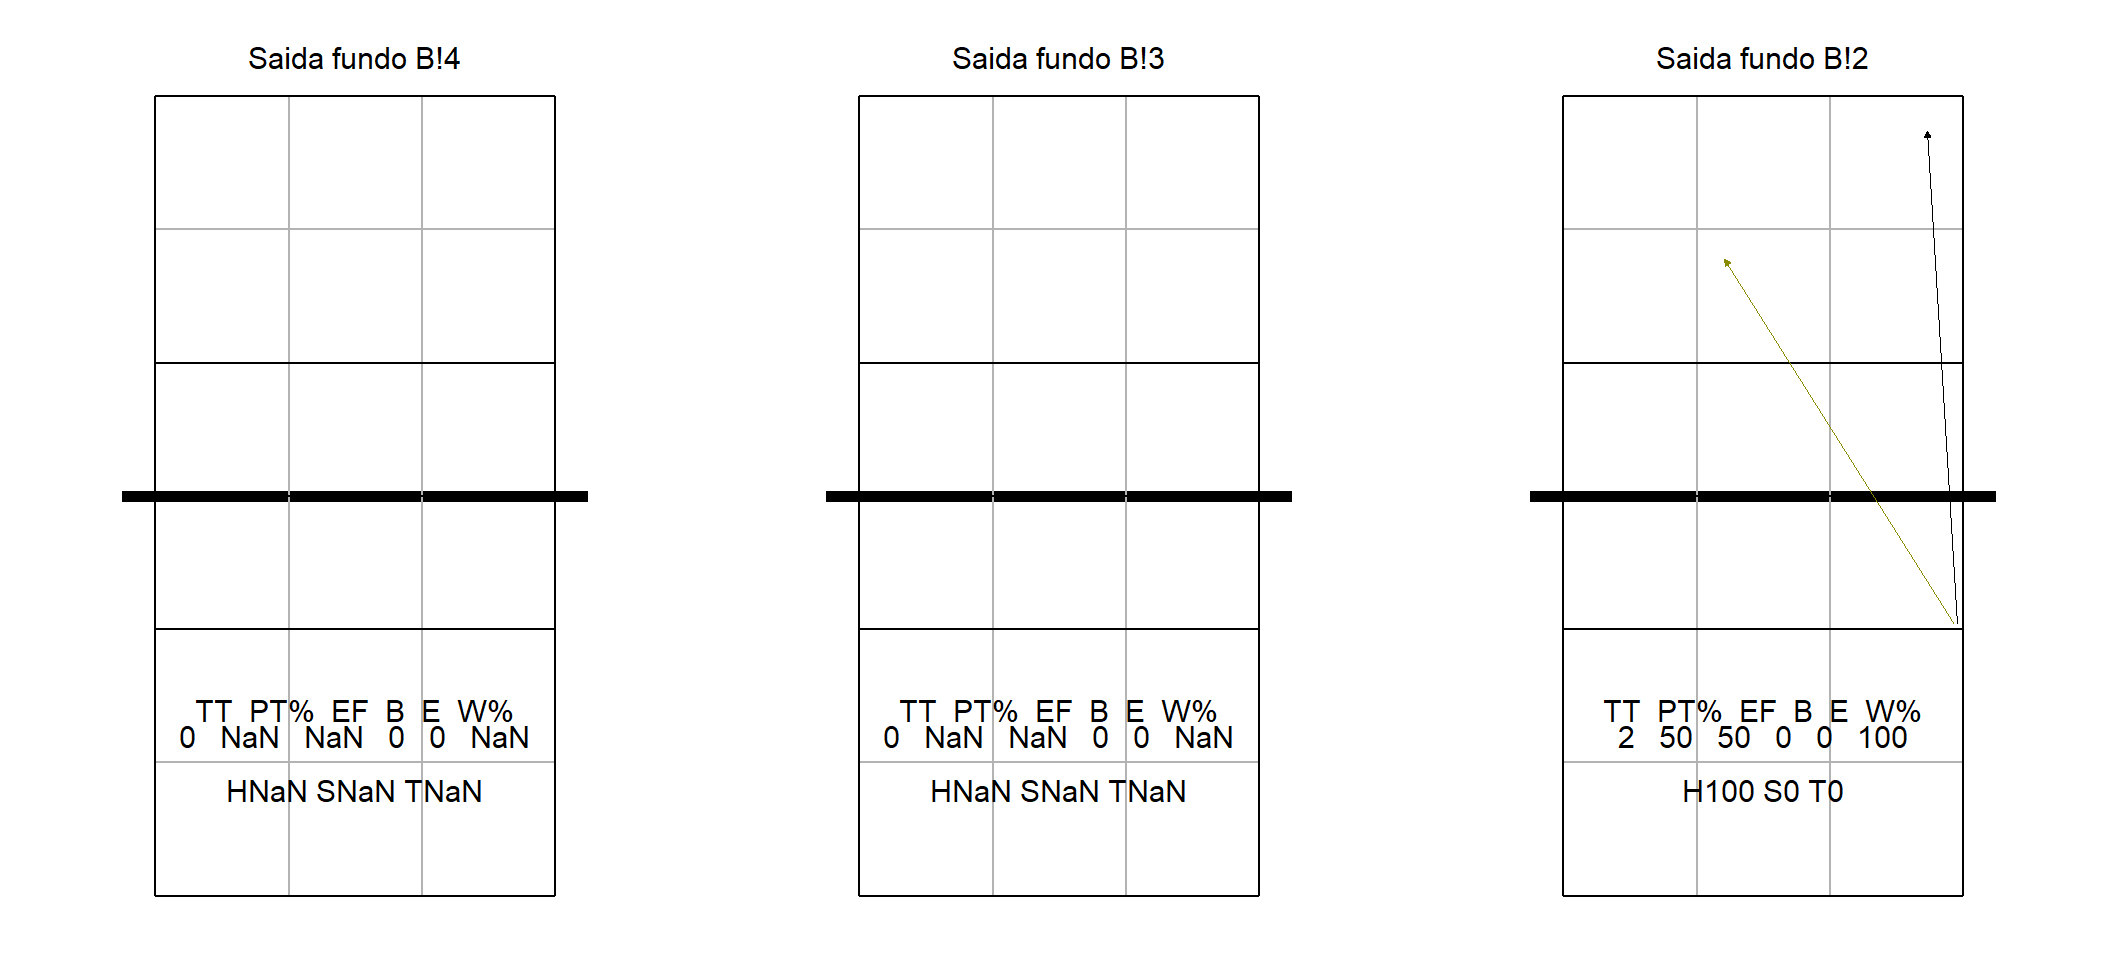 Saida fundo B!4
TT PT% EF B E W%
0 NaN NaN 0 0 NaN
HNaN SNaN TNaN
Saida fundo B!3
TT PT% EF B E W%
0 NaN NaN 0 0 NaN
HNaN SNaN TNaN
Saida fundo B!2
TT PT% EF B E W%
2 50 50 0 0 100
H100 S0 T0